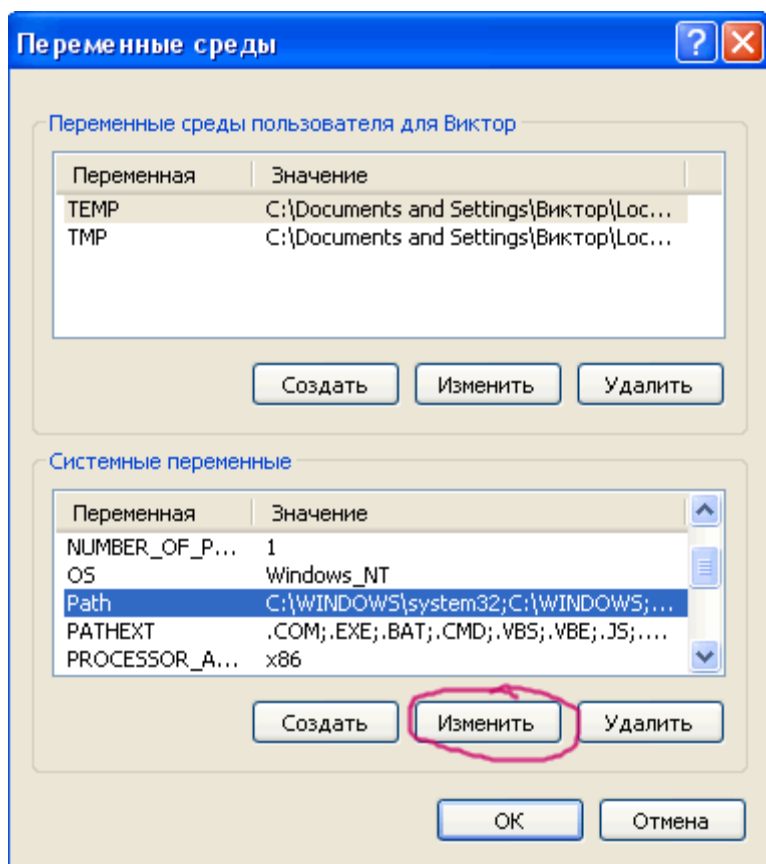 Переменные среды
Переменные среды пользователя для Виктор
Переменная Значение
TEMP C:\Documents and Settings\Виктор\Loc...
TMP C:\Documents and Settings\Виктор\Loc...
Создать Изменить Удалить
Системные переменные
Переменная Значение
NUMBER_OF_P... 1
OS Windows_NT
Path C:\WINDOWS\system32;C:\WINDOWS;...
PATHEXT .COM;.EXE;.BAT;.CMD;.VBS;.VBE;.JS;....
PROCESSOR_A... x86
Создать Изменить Удалить
ОК Отмена